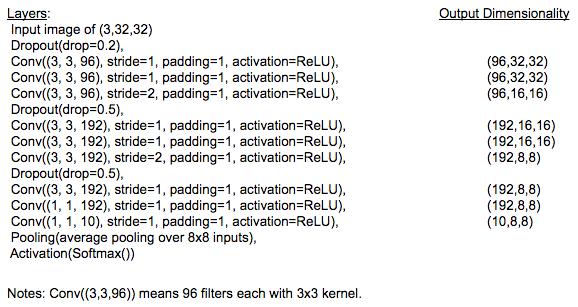 Layers: Output Dimensionality
Input image of (3,32,32)
Dropout(drop=0.2),
Conv((3, 3, 96), stride=1, padding=1, activation=ReLU), (96,32,32)
Conv((3, 3, 96), stride=1, padding=1, activation=ReLU), (96,32,32)
Conv((3, 3, 96), stride=2, padding=1, activation=ReLU), (96,16,16)
Dropout(drop=0.5),
Conv((3, 3, 192), stride=1, padding=1, activation=ReLU), (192,16,16)
Conv((3, 3, 192), stride=1, padding=1, activation=ReLU), (192,16,16)
Conv((3, 3, 192), stride=2, padding=1, activation=ReLU), (192,8,8)
Dropout(drop=0.5),
Conv((3, 3, 192), stride=1, padding=1, activation=ReLU), (192,8,8)
Conv((1, 1, 192), stride=1, padding=1, activation=ReLU), (192,8,8)
Conv((1, 1, 10), stride=1, padding=1, activation=ReLU), (10,8,8)
Pooling(average pooling over 8x8 inputs),
Activation(Softmax())
Notes: Conv((3,3,96)) means 96 filters each with 3x3 kernel.